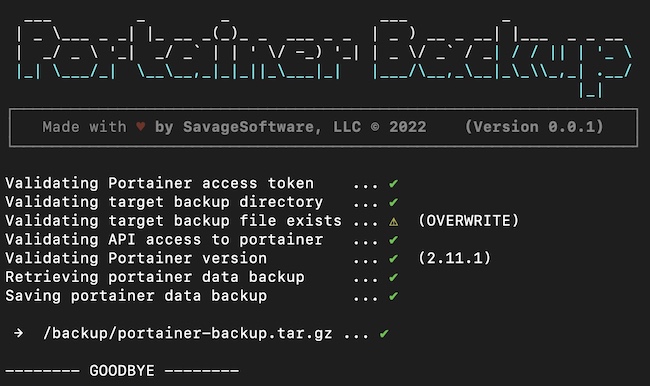 Portainer Backup
Made with ♥ by SavageSoftware, LLC © 2022 (Version 0.0.1)
Validating Portainer access token ... ✔
Validating target backup directory ... ✔
Validating target backup file exists ... ⚠ (OVERWRITE)
Validating API access to portainer ... ✔
Validating Portainer version ... ✔ (2.11.1)
Retrieving portainer data backup ... ✔
Saving portainer data backup ... ✔
→ /backup/portainer-backup.tar.gz ... ✔
-------- GOODBYE --------